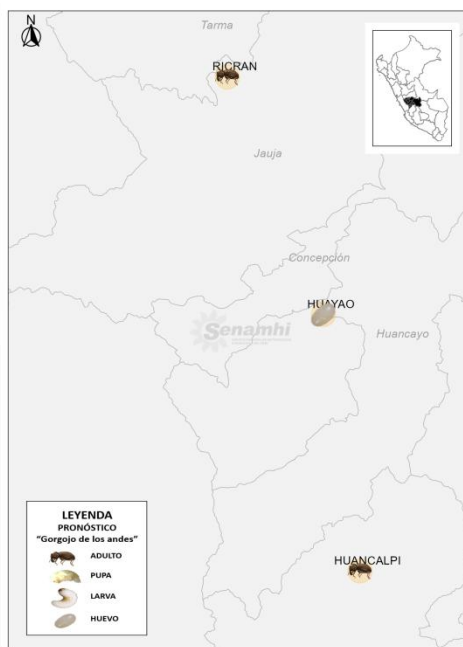 N
Tarma
RICRAN
Jauja
Concepción
HUAYAO
Senamhi
Huancayo
HUANCALPI
LEYENDA
PRONÓSTICO
“Gorgojo de los andes”
ADULTO
PUPA
LARVA
HUEVO